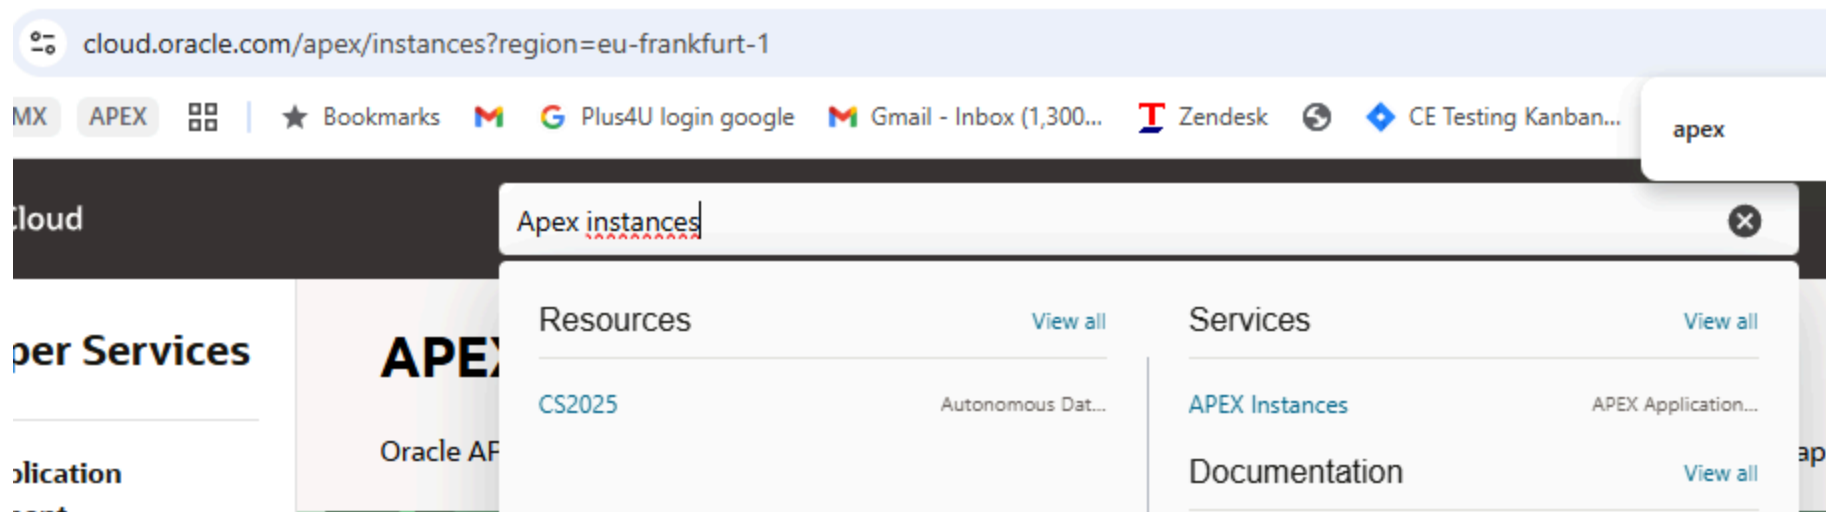 cloud.oracle.com/apex/instances?region=eu-frankfurt-1
MX APEX Bookmarks Plus4U login google Gmail - Inbox (1,300... Zendesk CE Testing Kanban...
apex
Cloud
Apex instances
Resources View all Services View all
per Services
APEX
CS2025 Autonomous Dat... APEX Instances APEX Application...
Oracle AP
Documentation View all
plication